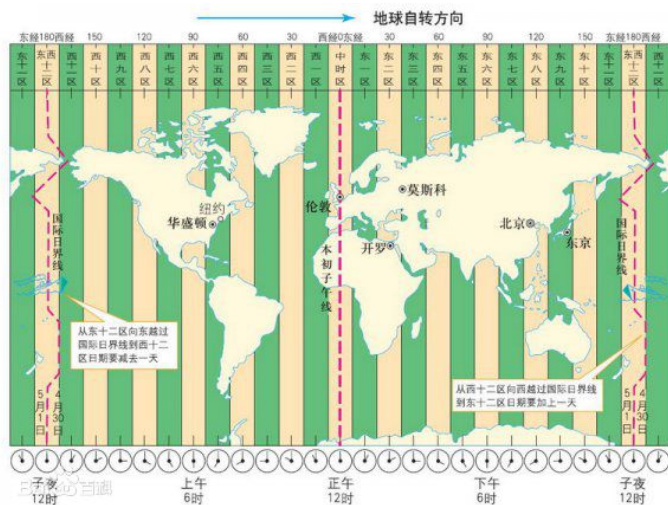 地球自转方向
东经180西经 150 120 90 60 30 西经0东经 30 60 90 120 150 东经180西经
东十一区 东西十二区 西十一区 西十区 西九区 西八区 西七区 西六区 西五区 西四区 西三区 西二区 西一区 中时区 东一区 东二区 东三区 东四区 东五区 东六区 东七区 东八区 东九区 东十区 东十一区 东西十二区 西十一区
莫斯科
纽约
伦敦
华盛顿
北京
东京
开罗
国际日界线
本初子午线
国际日界线
从东十二区向东越过
国际日界线到西十二
区日期要减去一天
从西十二区向西越过国际日界线
到东十二区日期要加上一天
5月1日
4月30日
5月1日
4月30日
子夜 上午 正午 下午 子夜
12时 6时 12时 6时 12时
Bai百科